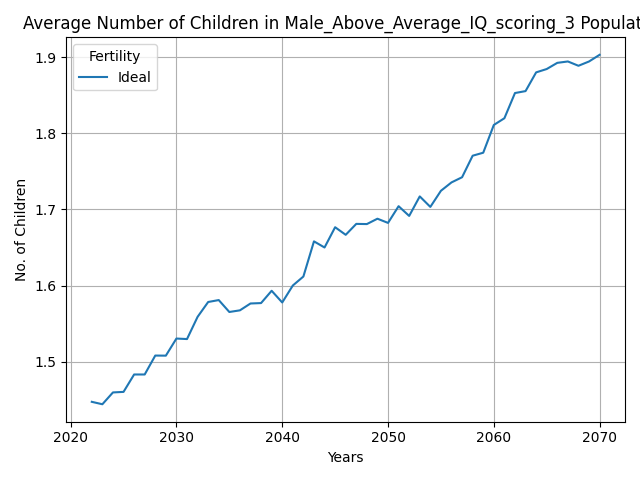 Average Number of Children in Male_Above_Average_IQ_scoring_3 Populat
Fertility
Ideal
1.9
1.8
1.7
1.6
1.5
No. of Children
2020 2030 2040 2050 2060 2070
Years